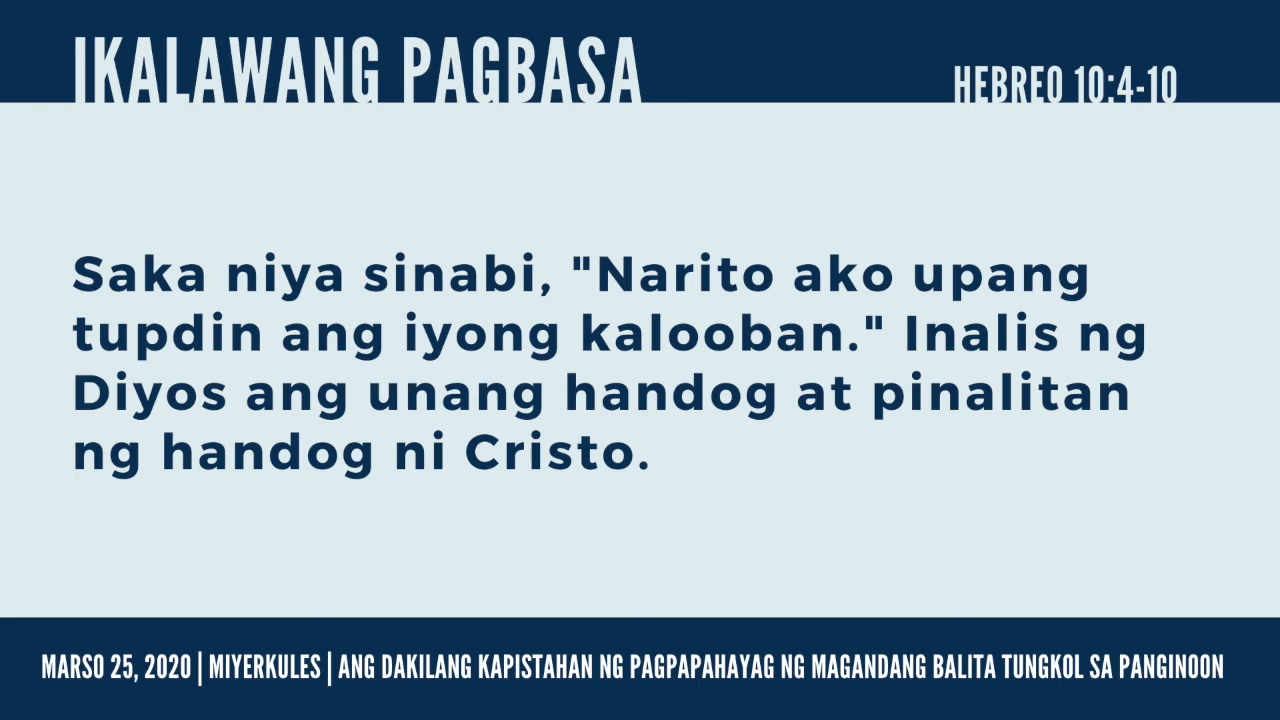 IKALAWANG PAGBASA
HEBREO 10:4-10
Saka niya sinabi, "Narito ako upang
tupdin ang iyong kalooban." Inalis ng
Diyos ang unang handog at pinalitan
ng handog ni Cristo.
MARSO 25, 2020 | MIYERKULES | ANG DAKILANG KAPISTAHAN NG PAGPAPAHAYAG NG MAGANDANG BALITA TUNGKOL SA PANGINOON